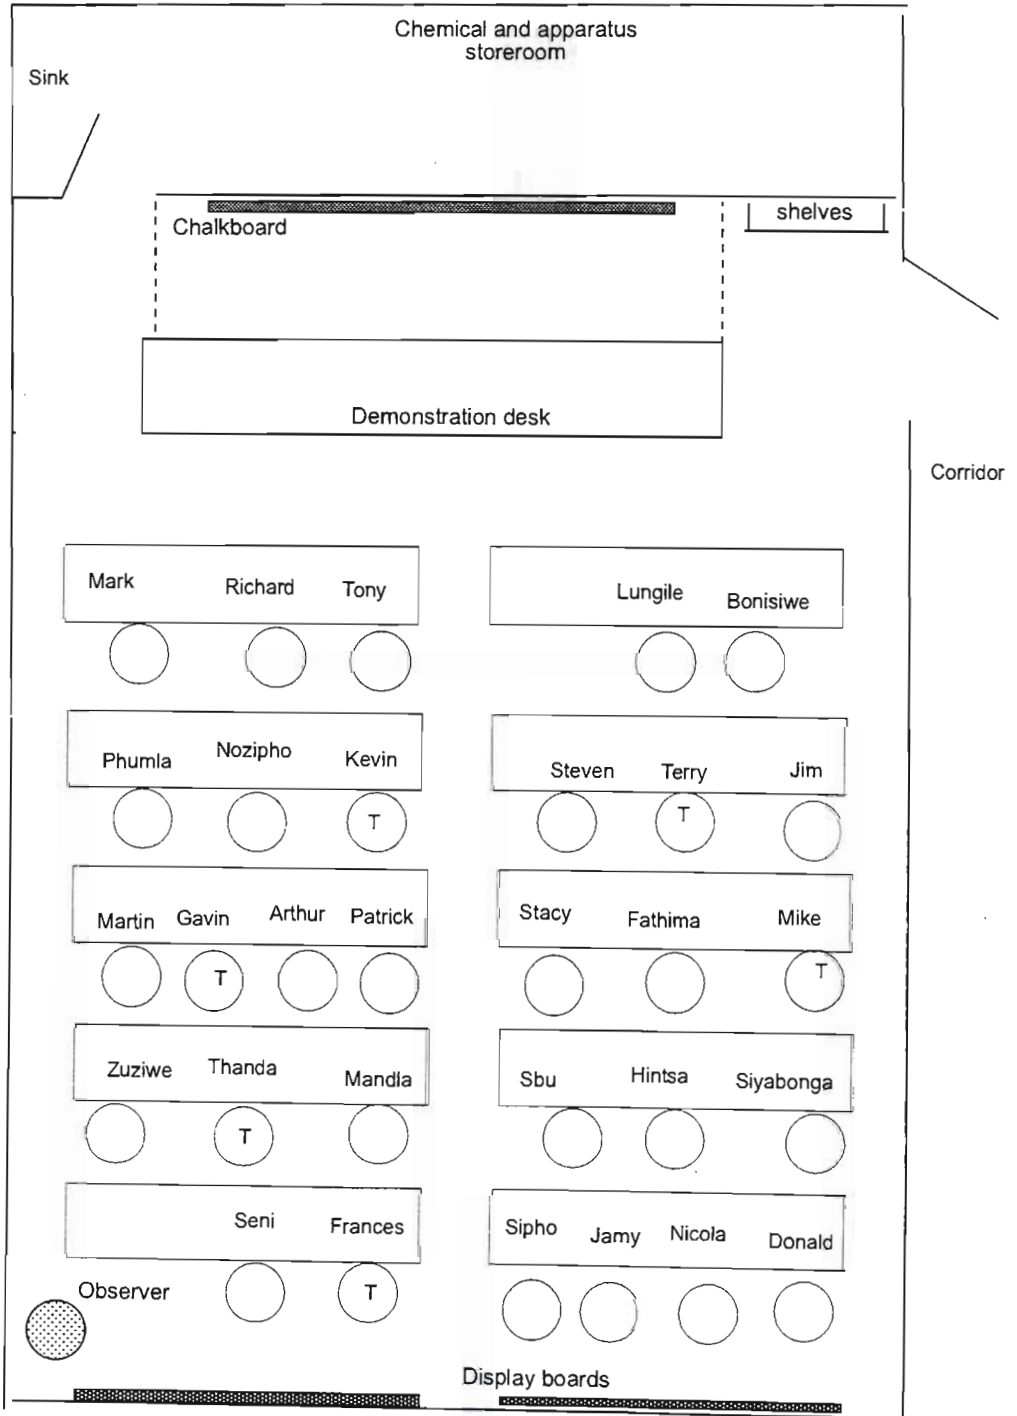 Chemical and apparatus
storeroom
Sink
shelves
Chalkboard
Demonstration desk
Corridor
Mark Richard Tony
Lungile Bonisiwe
Phumla Nozipho Kevin
T
Steven Terry Jim
T
Martin Gavin Arthur Patrick
T
Stacy Fathima Mike
T
Zuziwe Thanda Mandla
T
Sbu Hintsa Siyabonga
Seni Frances
T
Sipho Jamy Nicola Donald
Observer
Display boards